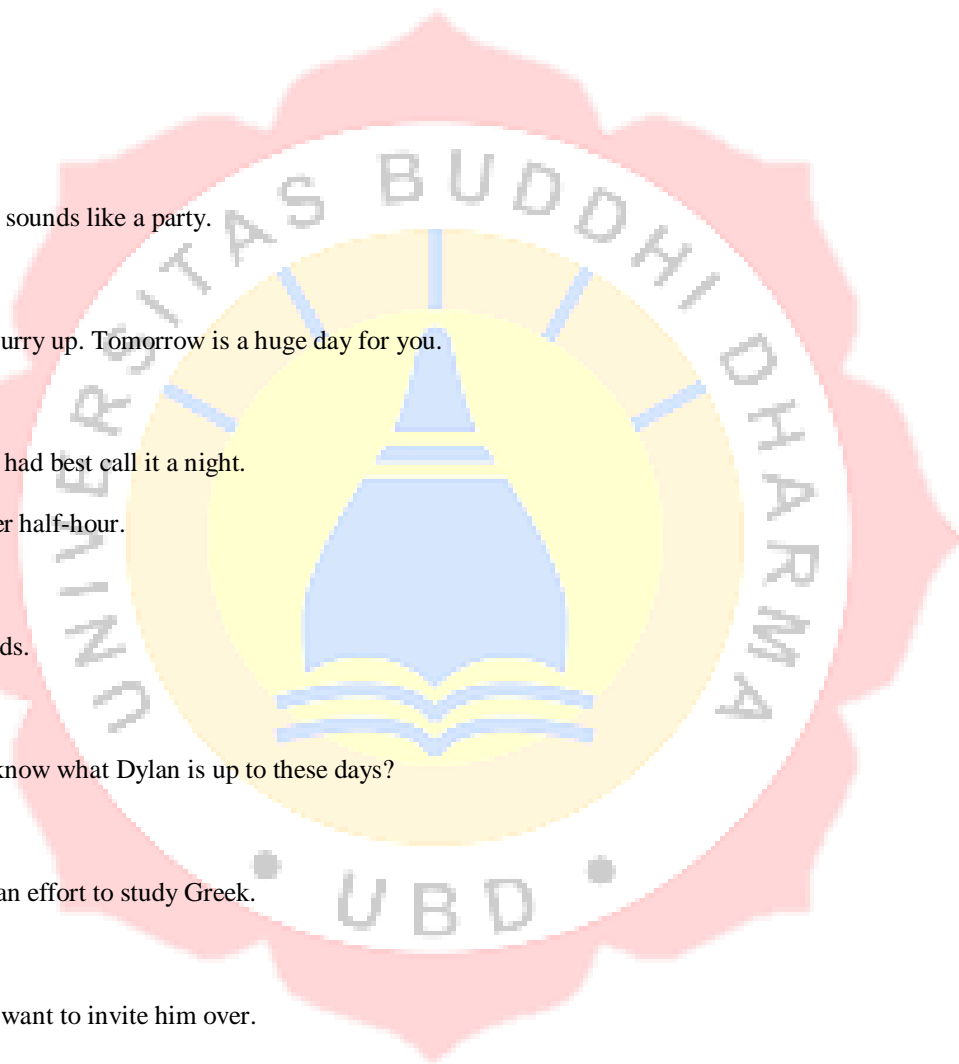 UNIVERSITAS BUDDHI DHARMA
sounds like a party.
urry up. Tomorrow is a huge day for you.
had best call it a night.
er half-hour.
ds.
know what Dylan is up to these days?
an effort to study Greek.
• UBD •
want to invite him over.